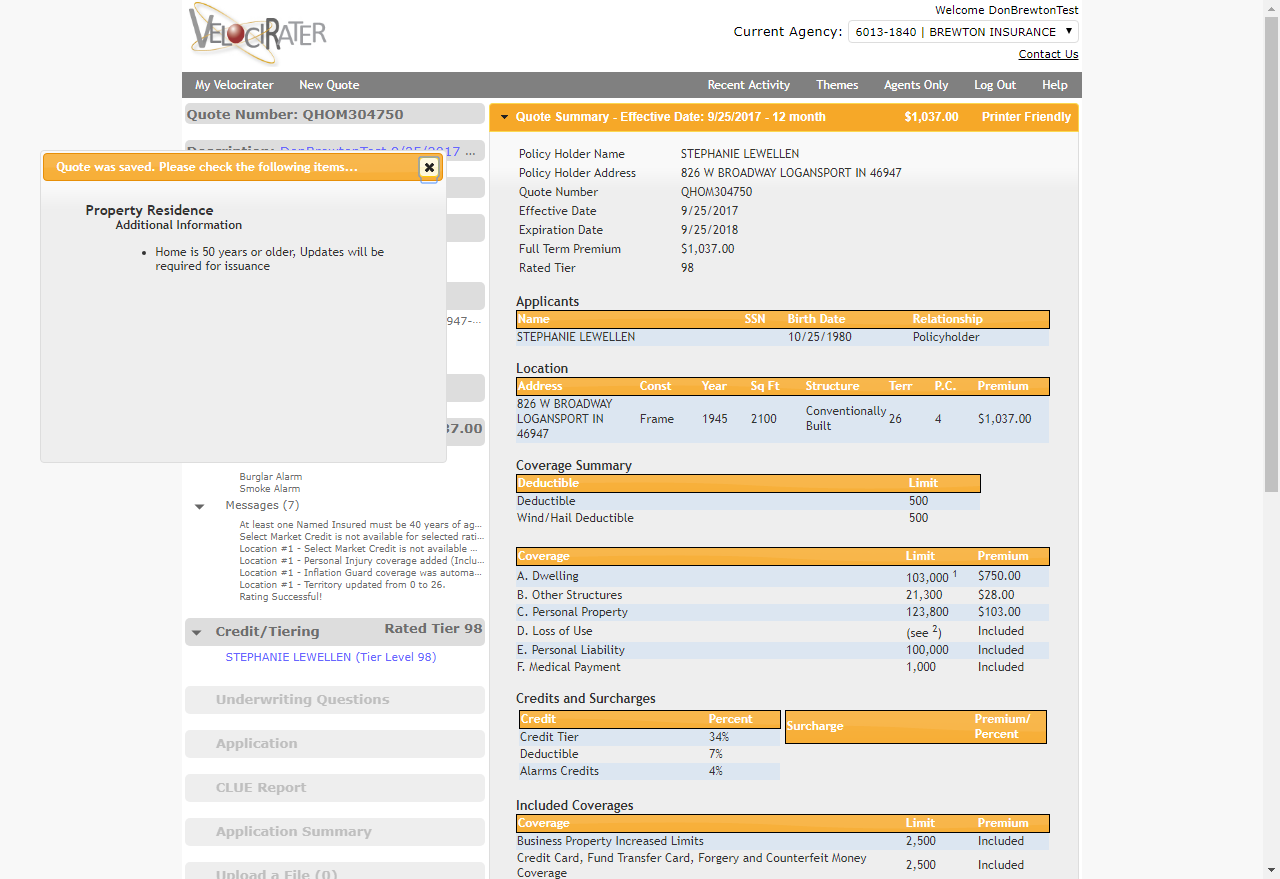 VELOCIRATER
Welcome DonBrewtonTest
Current Agency: 6013-1840 | BREWTON INSURANCE
Contact Us
My Velocirater New Quote Recent Activity Themes Agents Only Log Out Help
Quote Number: QHOM304750
Description: DonBrewtonTest 9/25/2017 ...
Quote was saved. Please check the following items...
Property Residence
Additional Information
• Home is 50 years or older, Updates will be
required for issuance
947-...
37.00
Burglar Alarm
Smoke Alarm
Messages (7)
At least one Named Insured must be 40 years of ag...
Select Market Credit is not available for selected rati...
Location #1 - Select Market Credit is not available ...
Location #1 - Personal Injury coverage added (Inclu...
Location #1 - Inflation Guard coverage was automa...
Location #1 - Territory updated from 0 to 26.
Rating Successful!
Credit/Tiering Rated Tier 98
STEPHANIE LEWELLEN (Tier Level 98)
Underwriting Questions
Application
CLUE Report
Application Summary
Upload a File (0)
Quote Summary - Effective Date: 9/25/2017 - 12 month $1,037.00 Printer Friendly
Policy Holder Name STEPHANIE LEWELLEN
Policy Holder Address 826 W BROADWAY LOGANSPORT IN 46947
Quote Number QHOM304750
Effective Date 9/25/2017
Expiration Date 9/25/2018
Full Term Premium $1,037.00
Rated Tier 98
Applicants
Name SSN Birth Date Relationship
STEPHANIE LEWELLEN 10/25/1980 Policyholder
Location
Address Const Year Sq Ft Structure Terr P.C. Premium
826 W BROADWAY
LOGANSPORT IN
46947 Frame 1945 2100 Conventionally Built 26 4 $1,037.00
Coverage Summary
Deductible Limit
Deductible 500
Wind/Hail Deductible 500
Coverage Limit Premium
A. Dwelling 103,000 1 $750.00
B. Other Structures 21,300 $28.00
C. Personal Property 123,800 $103.00
D. Loss of Use (see 2) Included
E. Personal Liability 100,000 Included
F. Medical Payment 1,000 Included
Credits and Surcharges
Credit Percent
Credit Tier 34%
Deductible 7%
Alarms Credits 4%
Surcharge Premium/
Percent
Included Coverages
Coverage Limit Premium
Business Property Increased Limits 2,500 Included
Credit Card, Fund Transfer Card, Forgery and Counterfeit Money
Coverage 2,500 Included